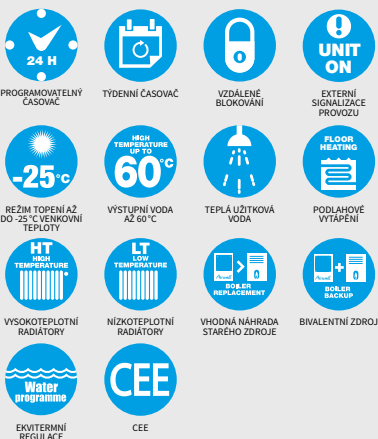 24 H
PROGRAMOVATELNÝ
ČASOVAČ
TÝDENNÍ ČASOVAČ
VZDÁLENÉ
BLOKOVÁNÍ
UNIT
ON
EXTERNÍ
SIGNALIZACE
PROVOZU
-25°C
REŽIM TOPENÍ AŽ
DO -25 °C VENKOVNÍ
TEPLOTY
HIGH
TEMPERATURE
UP TO
60°C
VÝSTUPNÍ VODA
AŽ 60 °C
TEPLÁ UŽITKOVÁ
VODA
FLOOR
HEATING
PODLAHOVÉ
VYTÁPĚNÍ
HT
HIGH
TEMPERATURE
VYSOKOTEPLOTNÍ
RADIÁTORY
LT
LOW
TEMPERATURE
NÍZKOTEPLOTNÍ
RADIÁTORY
Airwell
BOILER
REPLACEMENT
VHODNÁ NÁHRADA
STARÉHO ZDROJE
Airwell
BOILER
BACKUP
BIVALENTNÍ ZDROJ
Water
programme
EKVITERMNÍ
REGULACE
CEE
CEE